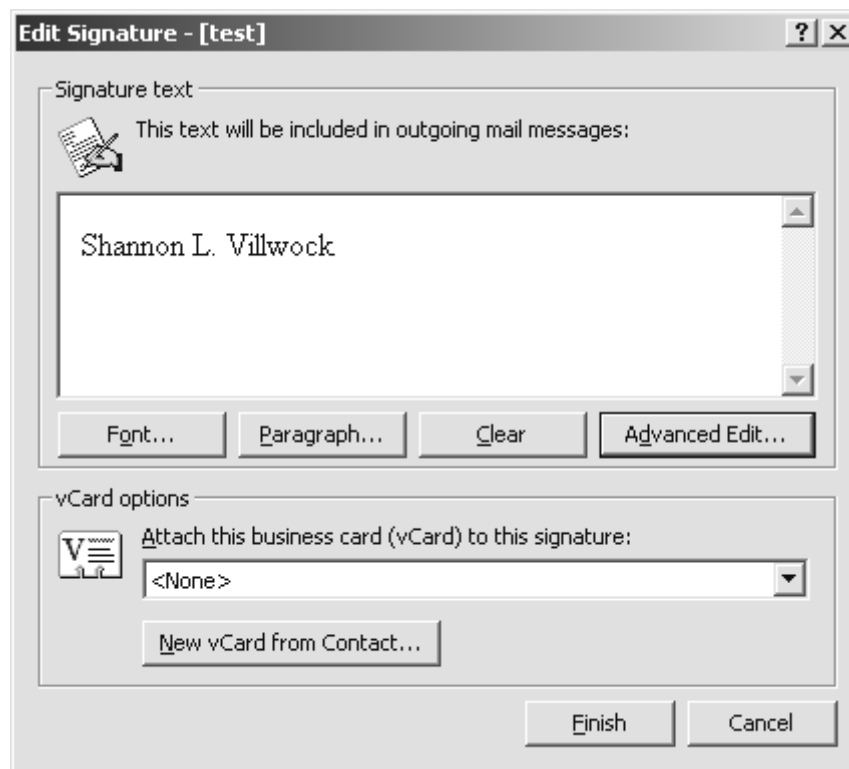 Edit Signature - [test]
Signature text
This text will be included in outgoing mail messages:
Shannon L. Villwock
Font... Paragraph... Clear Advanced Edit...
vCard options
Attach this business card (vCard) to this signature:
<None>
New vCard from Contact...
Finish Cancel